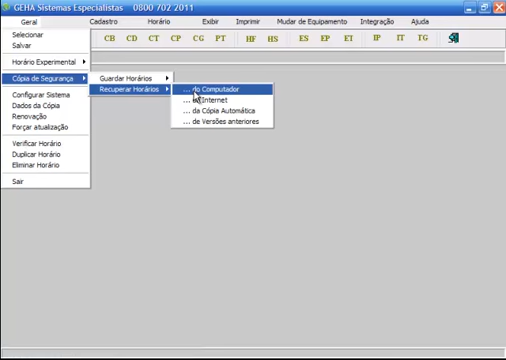 GEHA Sistemas Especialistas 0800 702 2011
Geral Cadastro Horário Exibir Imprimir Mudar de Equipamento Integração Ajuda
CB CD CT CP CG PT HF HS ES EP ET IP IT TG
Selecionar
Salvar
Horário Experimental
Cópia de Segurança
Configurar Sistema
Dados da Cópia
Renovação
Forçar atualização
Verificar Horário
Duplicar Horário
Eliminar Horário
Sair
Guardar Horários
Recuperar Horários
... do Computador
... da Internet
... da Cópia Automática
... de Versões anteriores